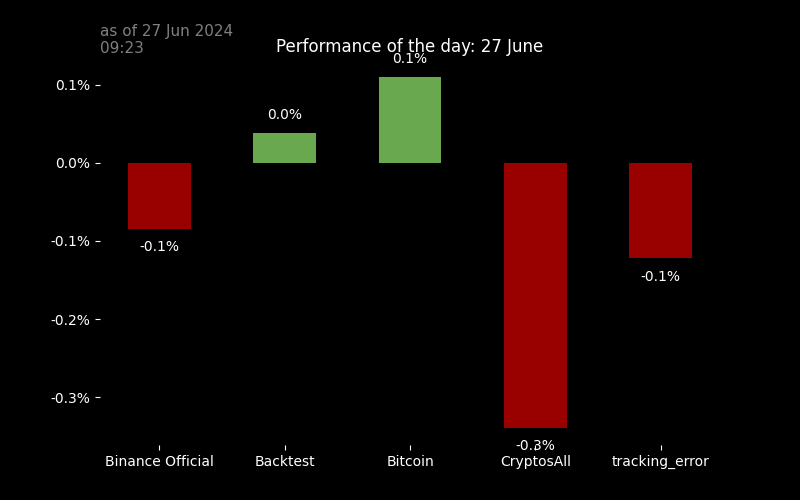 as of 27 Jun 2024
09:23
Performance of the day: 27 June
0.1%
0.1%
0.0%
0.0%
-0.1%
-0.1%
-0.1%
-0.2%
-0.3%
-0.3%
Binance Official
Backtest
Bitcoin
CryptosAll
tracking_error